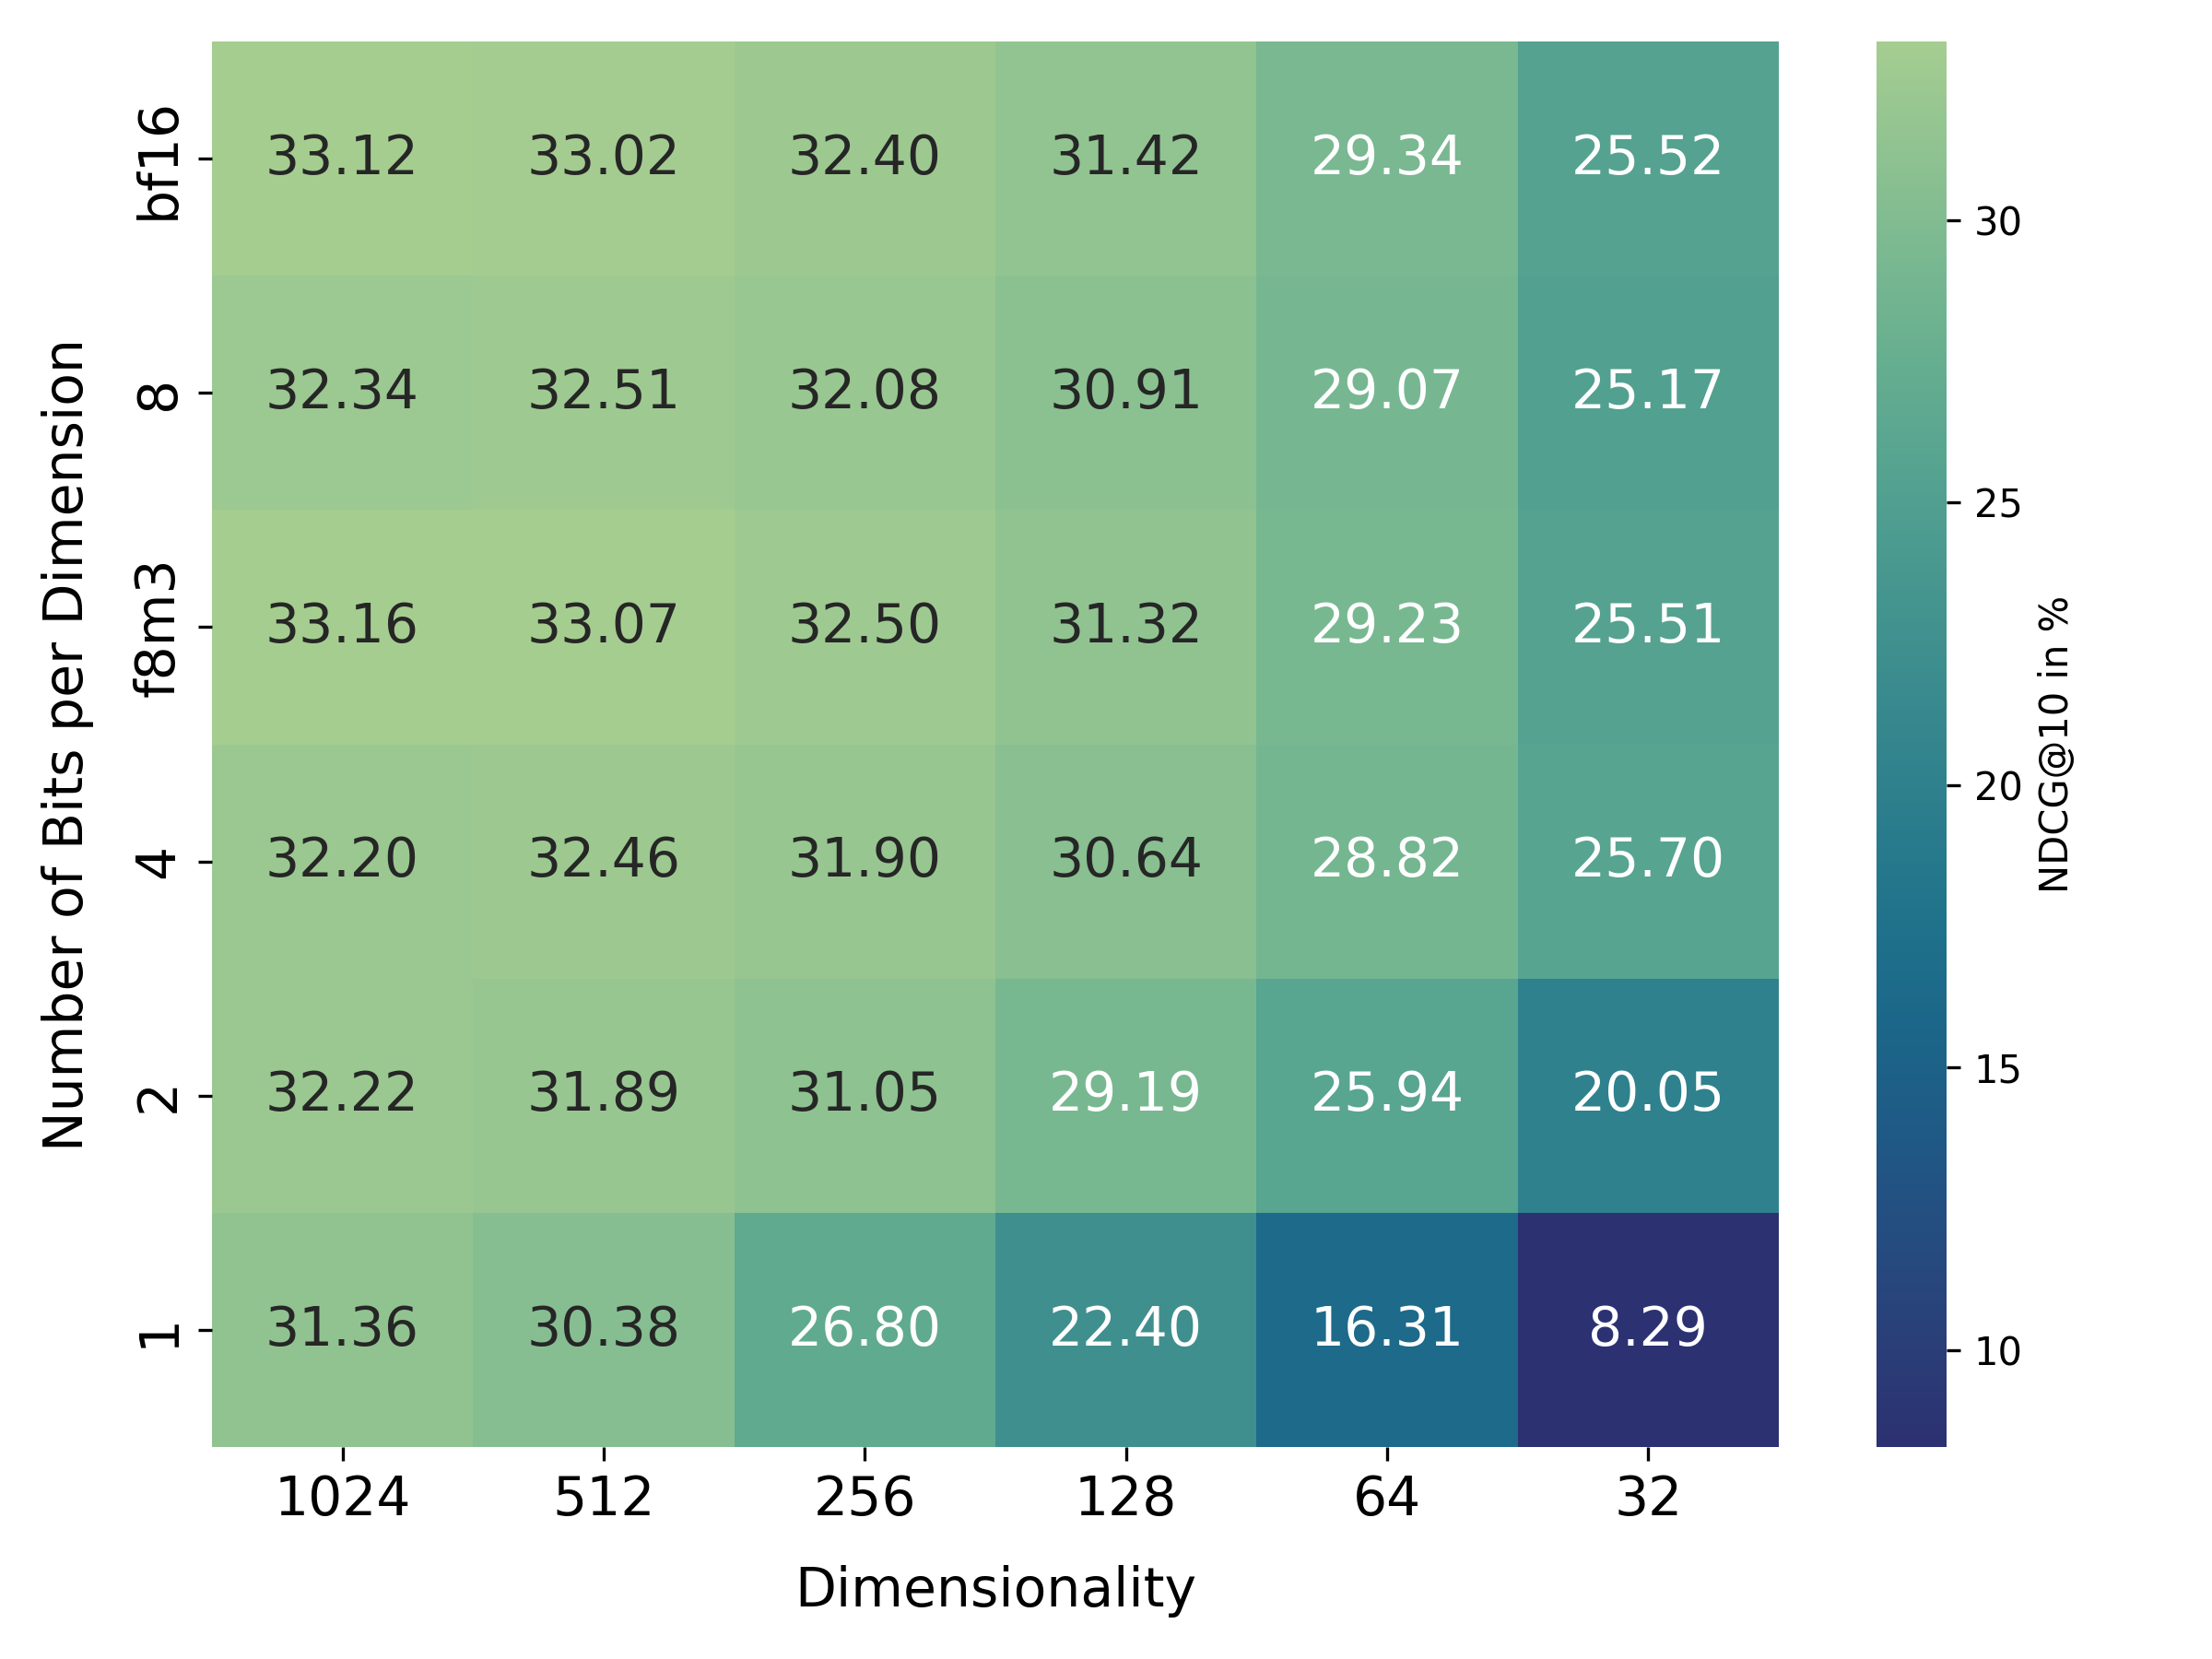 Number of Bits per Dimension
bf16 33.12 33.02 32.40 31.42 29.34 25.52
8 32.34 32.51 32.08 30.91 29.07 25.17
f8m3 33.16 33.07 32.50 31.32 29.23 25.51
4 32.20 32.46 31.90 30.64 28.82 25.70
2 32.22 31.89 31.05 29.19 25.94 20.05
1 31.36 30.38 26.80 22.40 16.31 8.29
1024 512 256 128 64 32
Dimensionality
30
25
20
15
10
NDCG@10 in %